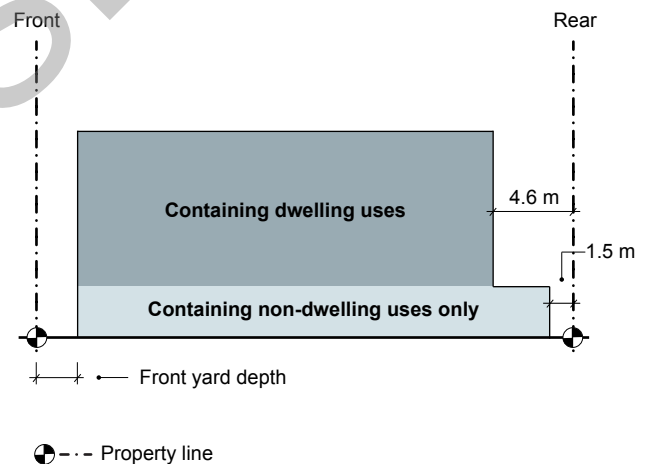 Front
Rear
Containing dwelling uses
4.6 m
1.5 m
Containing non-dwelling uses only
Front yard depth
Property line